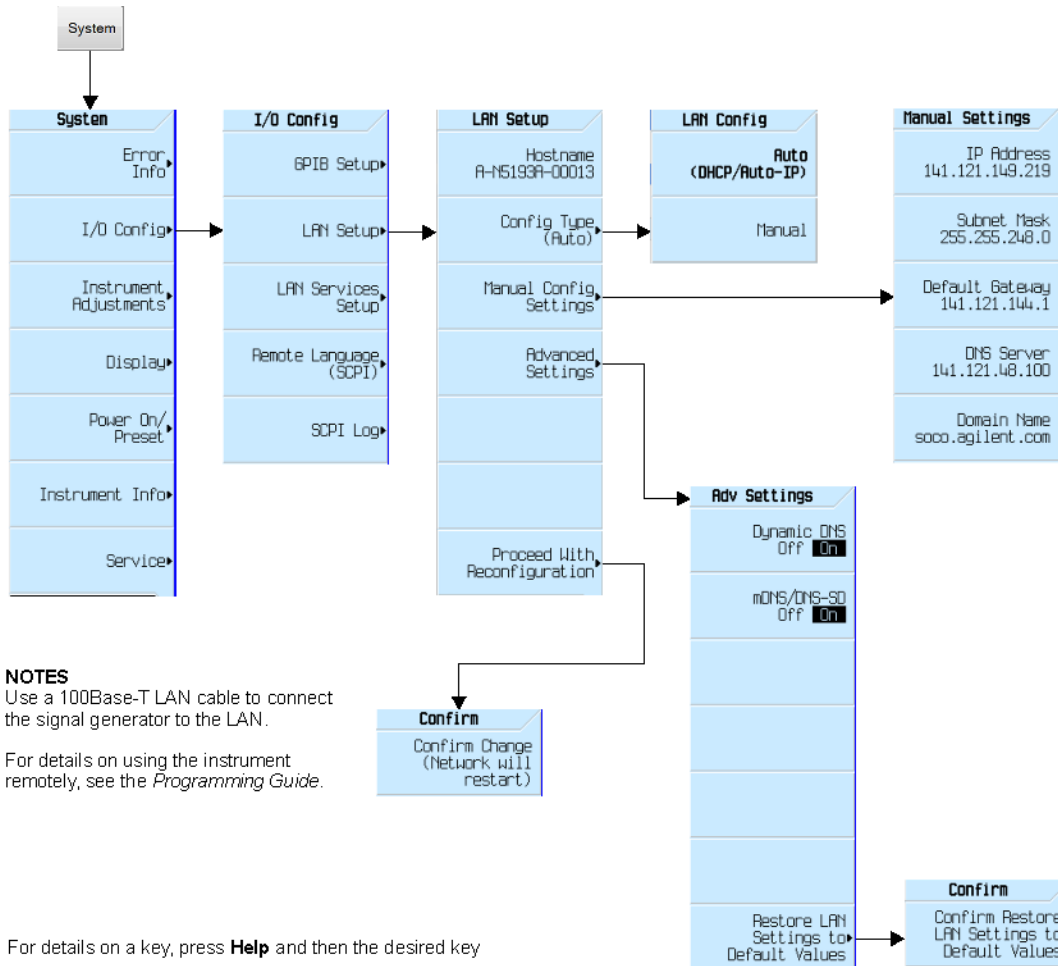 System
System
Error
Info
I/O Config
Instrument
Adjustments
Display
Power On/
Preset
Instrument Info
Service
I/O Config
GPIB Setup
LAN Setup
LAN Services
Setup
Remote Language
(SCPI)
SCPI Log
LAN Setup
Hostname
A-N5193A-00013
Config Type
(Auto)
Manual Config
Settings
Advanced
Settings
Proceed With
Reconfiguration
LAN Config
Auto
(DHCP/Auto-IP)
Manual
Manual Settings
IP Address
141.121.149.219
Subnet Mask
255.255.248.0
Default Gateway
141.121.144.1
DNS Server
141.121.48.100
Domain Name
soco.agilent.com
Adv Settings
Dynamic DNS
Off On
mDNS/DNS-SD
Off On
Restore LAN
Settings to
Default Values
Confirm
Confirm Restore
LAN Settings to
Default Values
Confirm
Confirm Change
(Network will
restart)
NOTES
Use a 100Base-T LAN cable to connect
the signal generator to the LAN.
For details on using the instrument
remotely, see the Programming Guide.
For details on a key, press Help and then the desired key